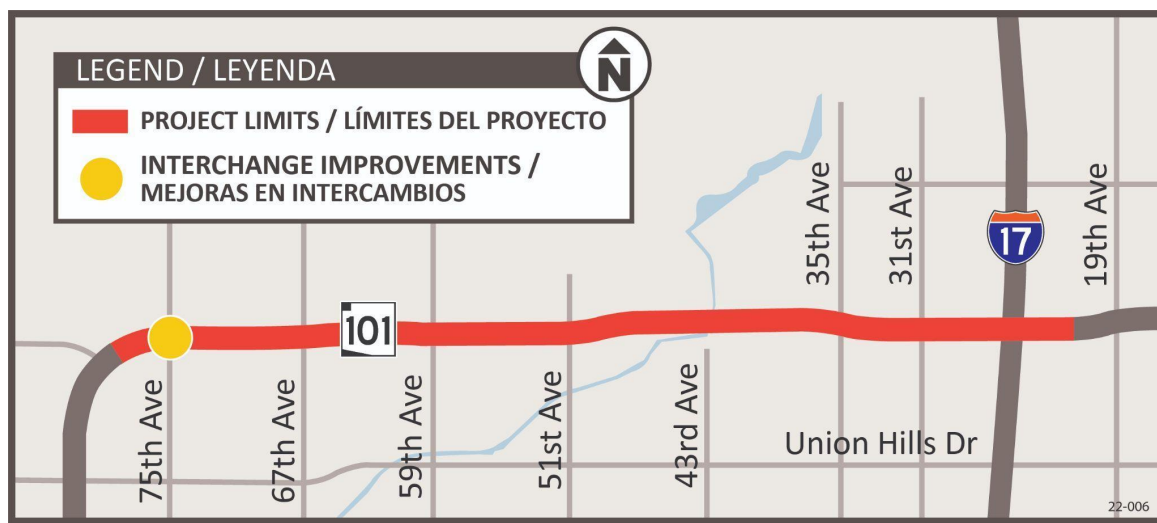 LEGEND / LEYENDA
N
PROJECT LIMITS / LÍMITES DEL PROYECTO
INTERCHANGE IMPROVEMENTS /
MEJORAS EN INTERCAMBIOS
35th Ave
31st Ave
17
19th Ave
101
75th Ave
67th Ave
59th Ave
51st Ave
43rd Ave
Union Hills Dr
22-006